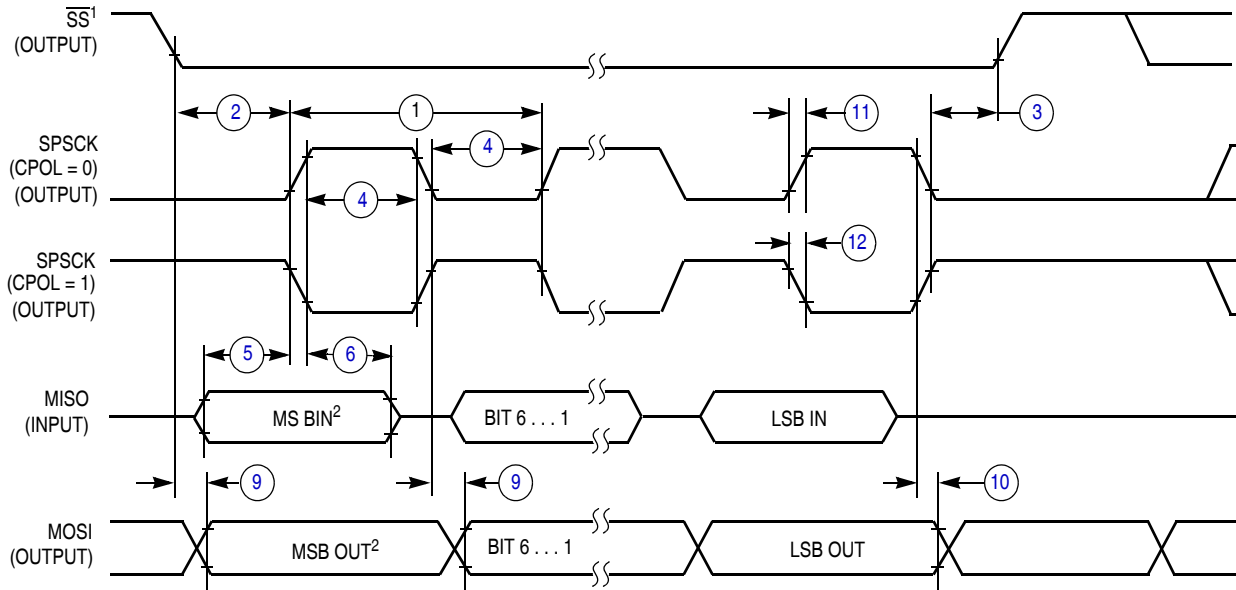 SS¹
(OUTPUT)
2
1
11
3
SPSCK
(CPOL = 0)
(OUTPUT)
4
4
12
SPSCK
(CPOL = 1)
(OUTPUT)
5
6
MISO
(INPUT)
MS BIN²
BIT 6 . . . 1
LSB IN
9
9
10
MOSI
(OUTPUT)
MSB OUT²
BIT 6 . . . 1
LSB OUT